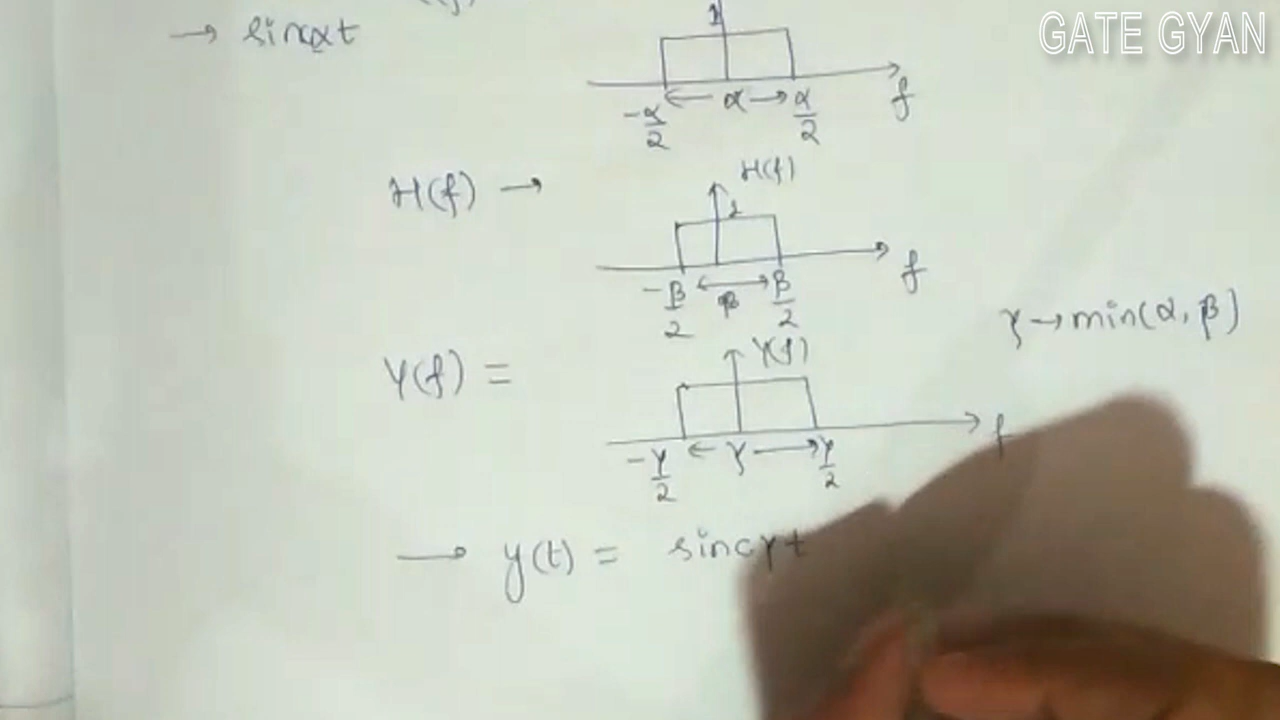 GATE GYAN
→ sincαt
1
-α/2 ← α → α/2 f
H(f) → H(f)
1
-β/2 ↔ β β/2 f
γ → min(α, β)
Y(f) = Y(f)
-γ/2 ← γ → γ/2 f
→ y(t) = sincγt